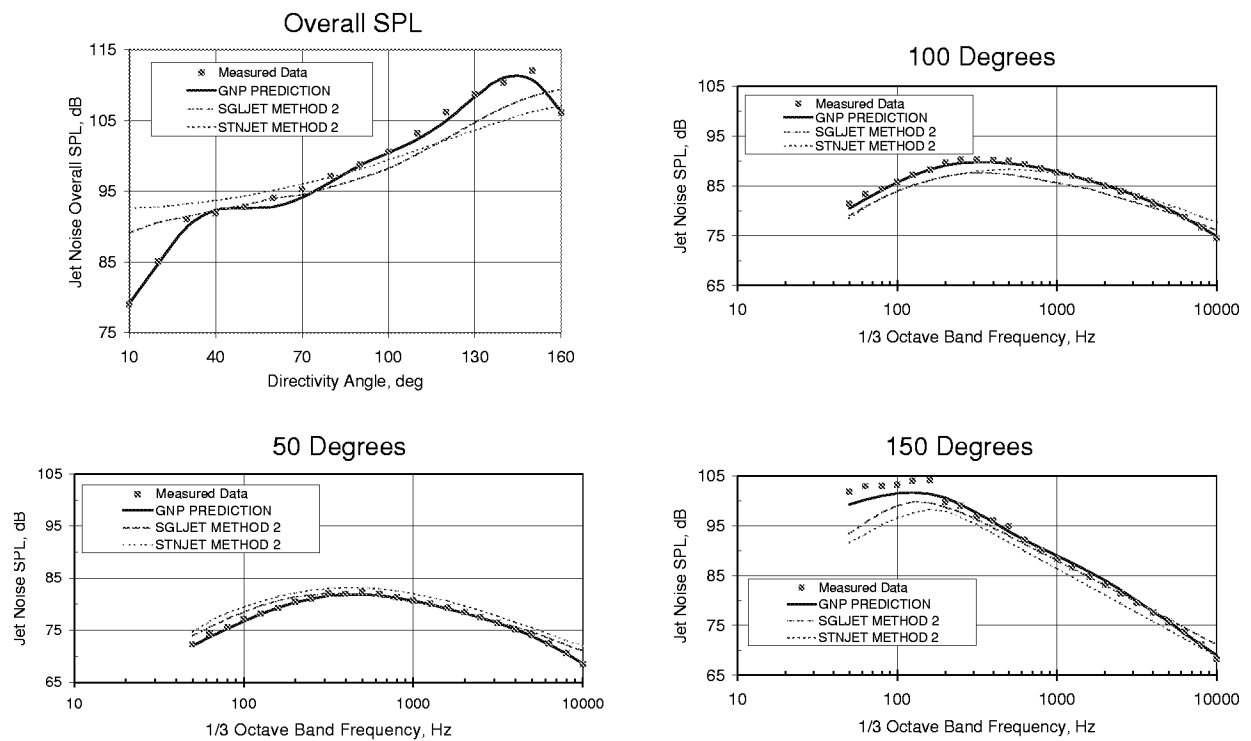 Overall SPL
115
105
95
85
75
Jet Noise Overall SPL, dB
Measured Data
GNP PREDICTION
SGLJET METHOD 2
STNJET METHOD 2
10 40 70 100 130 160
Directivity Angle, deg
100 Degrees
105
95
85
75
65
Jet Noise SPL, dB
Measured Data
GNP PREDICTION
SGLJET METHOD 2
STNJET METHOD 2
10 100 1000 10000
1/3 Octave Band Frequency, Hz
50 Degrees
105
95
85
75
65
Jet Noise SPL, dB
Measured Data
GNP PREDICTION
SGLJET METHOD 2
STNJET METHOD 2
10 100 1000 10000
1/3 Octave Band Frequency, Hz
150 Degrees
105
95
85
75
65
Jet Noise SPL, dB
Measured Data
GNP PREDICTION
SGLJET METHOD 2
STNJET METHOD 2
10 100 1000 10000
1/3 Octave Band Frequency, Hz